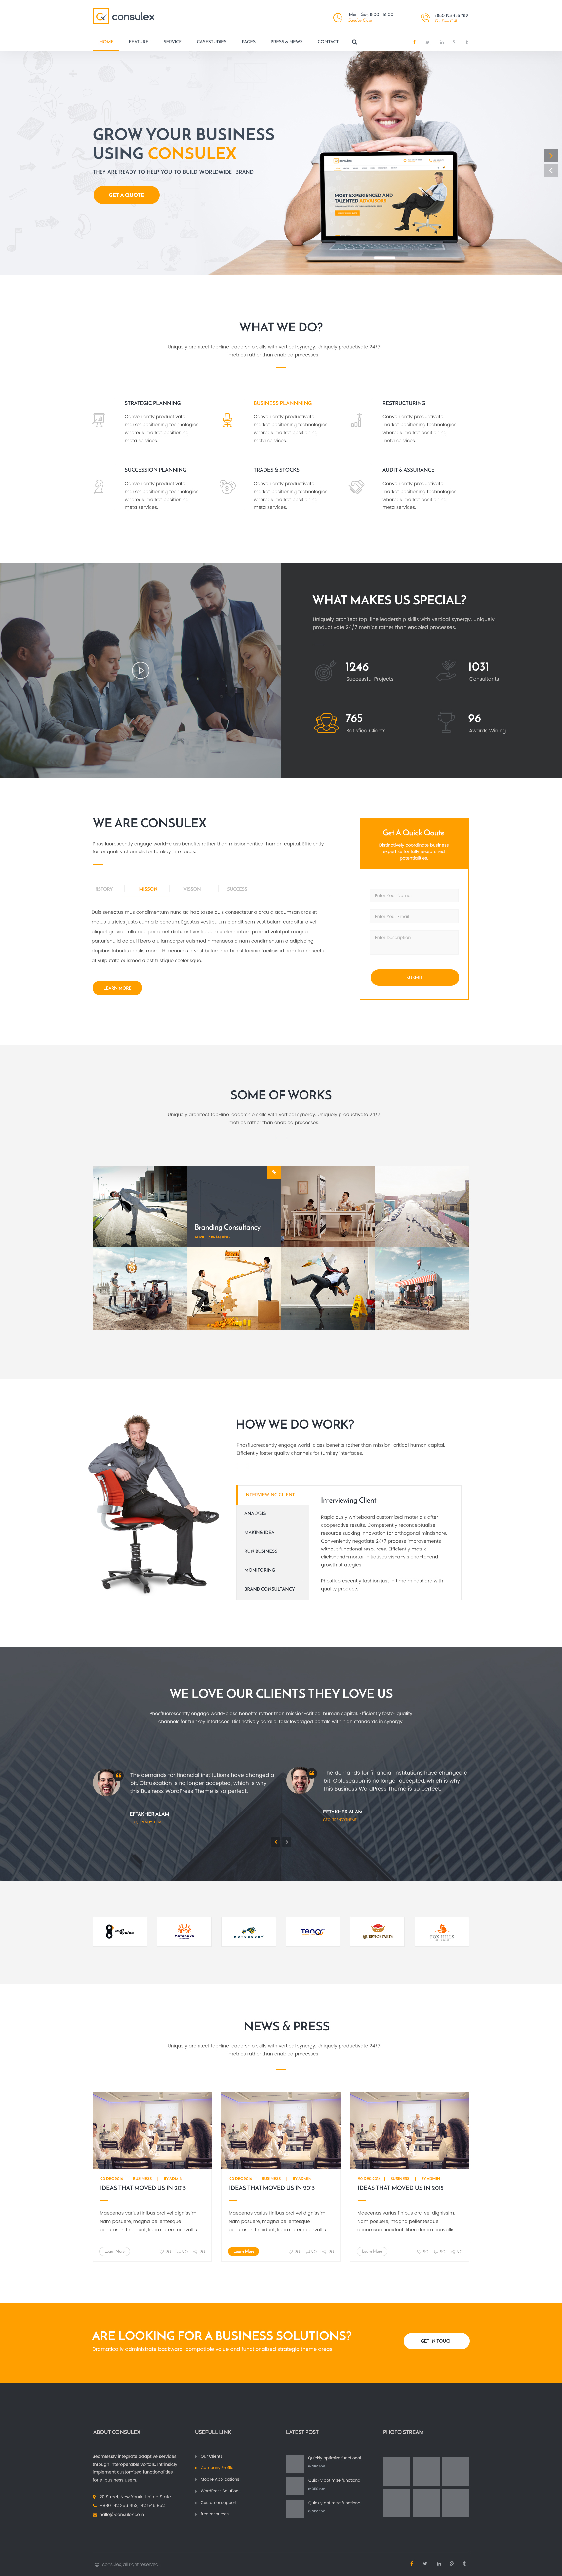 consulex
Mon - Sat, 8:00 - 16:00
Sunday Close
+880 123 456 789
For Free Call
HOME FEATURE SERVICE CASESTUDIES PAGES PRESS & NEWS CONTACT
GROW YOUR BUSINESS
USING CONSULEX
THEY ARE READY TO HELP YOU TO BUILD WORLDWIDE BRAND
GET A QUOTE
MOST EXPERIENCED AND
TALENTED ADVAISORS
WHAT WE DO?
Uniquely architect top-line leadership skills with vertical synergy. Uniquely productivate 24/7
metrics rather than enabled processes.
STRATEGIC PLANNING
Conveniently productivate
market positioning technologies
whereas market positioning
meta services.
BUSINESS PLANNNING
Conveniently productivate
market positioning technologies
whereas market positioning
meta services.
RESTRUCTURING
Conveniently productivate
market positioning technologies
whereas market positioning
meta services.
SUCCESSION PLANNING
Conveniently productivate
market positioning technologies
whereas market positioning
meta services.
TRADES & STOCKS
Conveniently productivate
market positioning technologies
whereas market positioning
meta services.
AUDIT & ASSURANCE
Conveniently productivate
market positioning technologies
whereas market positioning
meta services.
WHAT MAKES US SPECIAL?
Uniquely architect top-line leadership skills with vertical synergy. Uniquely
productivate 24/7 metrics rather than enabled processes.
1246
Successful Projects
1031
Consultants
765
Satisfied Clients
96
Awards Wining
WE ARE CONSULEX
Phosfluorescently engage world-class benefits rather than mission-critical human capital. Efficiently
foster quality channels for turnkey interfaces.
HISTORY MISSON VISSOM SUCCESS
Duis senectus mus condimentum nunc ac habitasse duis consectetur a arcu a accumsan cras et
metus ultricies justo cum a bibendum. Egestas vestibulum blandit sem vestibulum curabitur a vel
aliquet gravida ullamcorper amet dictumst vestibulum a elementum proin id volutpat magna
parturient. Id ac dui libero a ullamcorper euismod himenaeos a nam condimentum a adipiscing
dapibus lobortis iaculis morbi. Himenaeos a vestibulum morbi. est lacinia facilisis id nam leo nascetur
at vulputate euismod a est tristique scelerisque.
LEARN MORE
Get A Quick Qoute
Distinctively coordinate business
expertise for fully researched
potentialities.
Enter Your Name
Enter Your Email
Enter Description
SUBMIT
SOME OF WORKS
Uniquely architect top-line leadership skills with vertical synergy. Uniquely productivate 24/7
metrics rather than enabled processes.
Branding Consultancy
ADVICE / BRANDING
HOW WE DO WORK?
Phosfluorescently engage world-class benefits rather than mission-critical human capital.
Efficiently foster quality channels for turnkey interfaces.
INTERVIEWING CLIENT
ANALYSIS
MAKING IDEA
RUN BUSINESS
MONITORING
BRAND CONSULTANCY
Interviewing Client
Rapidiously whiteboard customized materials after
cooperative results. Competently reconceptualize
resource sucking innovation for orthogonal mindshare.
Conveniently negotiate 24/7 process improvements
without functional resources. Efficiently matrix
clicks-and-mortar initiatives vis-a-vis end-to-end
growth strategies.
Phosfluorescently fashion just in time mindshare with
quality products.
WE LOVE OUR CLIENTS THEY LOVE US
Phosfluorescently engage world-class benefits rather than mission-critical human capital. Efficiently foster quality
channels for turnkey interfaces. Distinctively parallel task leveraged portals with high standards in synergy.
The demands for financial institutions have changed a
bit. Obfuscation is no longer accepted, which is why
this Business WordPress Theme is so perfect.
EFTAKHER ALAM
The demands for financial institutions have changed a
bit. Obfuscation is no longer accepted, which is why
this Business WordPress Theme is so perfect.
EFTAKHER ALAM
QUEEN OF TARTS
FOX HILLS
NEWS & PRESS
Uniquely architect top-line leadership skills with vertical synergy. Uniquely productivate 24/7
metrics rather than enabled processes.
02 DEC 2016 | BUSINESS | BY ADMIN
IDEAS THAT MOVED US IN 2015
Maecenas varius finibus orci vel dignissim.
Nam posuere, magna pellentesque
accumsan tincidunt, libero lorem convallis
Learn More 20 20 20
02 DEC 2016 | BUSINESS | BY ADMIN
IDEAS THAT MOVED US IN 2015
Maecenas varius finibus orci vel dignissim.
Nam posuere, magna pellentesque
accumsan tincidunt, libero lorem convallis
Learn More 20 20 20
02 DEC 2016 | BUSINESS | BY ADMIN
IDEAS THAT MOVED US IN 2015
Maecenas varius finibus orci vel dignissim.
Nam posuere, magna pellentesque
accumsan tincidunt, libero lorem convallis
Learn More 20 20 20
ARE LOOKING FOR A BUSINESS SOLUTIONS?
Dramatically administrate backward-compatible value and functionalized strategic theme areas.
GET IN TOUCH
ABOUT CONSULEX
Seamlessly integrate adaptive services
through interoperable vortals. Intrinsicly
implement customized functionalities
for e-business users.
20 Street, New Yourk, United State
+880 142 356 453, 142 546 852
hallo@consulex.com
USEFULL LINK
Our Clients
Company Profile
Mobile Applications
WordPress Solution
Customer support
free resources
LATEST POST
Quickly optimize functional
Quickly optimize functional
Quickly optimize functional
PHOTO STREAM
© consulex, all right reserved.